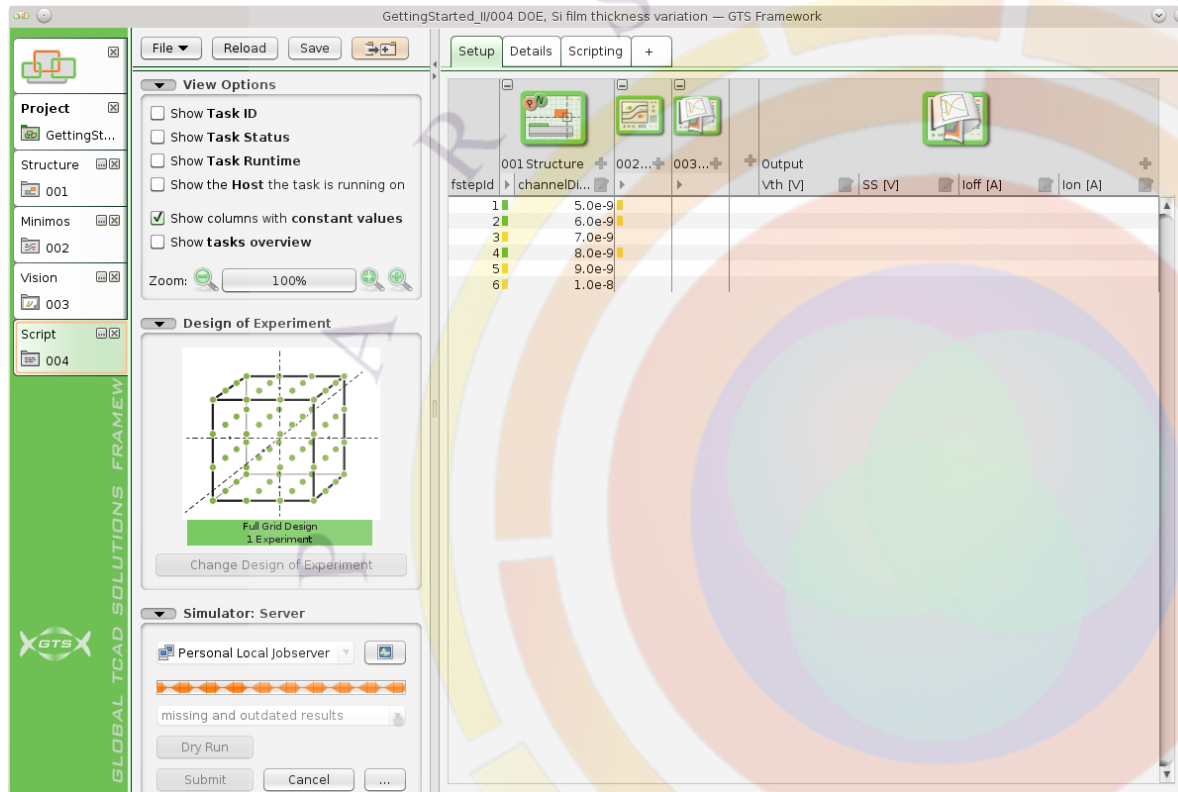 GettingStarted_II/004 DOE, Si film thickness variation — GTS Framework
Project
GettingSt...
Structure
001
Minimos
002
Vision
003
Script
004
GLOBAL TCAD SOLUTIONS FRAMEW
GTS
File
Reload
Save
View Options
Show Task ID
Show Task Status
Show Task Runtime
Show the Host the task is running on
Show columns with constant values
Show tasks overview
Zoom:
100%
Design of Experiment
Full Grid Design
1 Experiment
Change Design of Experiment
Simulator: Server
Personal Local Jobserver
missing and outdated results
Dry Run
Submit
Cancel
...
Setup
Details
Scripting
+
P N
001 Structure
002...
003...
Output
fstepId
channelDi...
Vth [V]
SS [V]
Ioff [A]
Ion [A]
1 5.0e-9
2 6.0e-9
3 7.0e-9
4 8.0e-9
5 9.0e-9
6 1.0e-8
P A R S